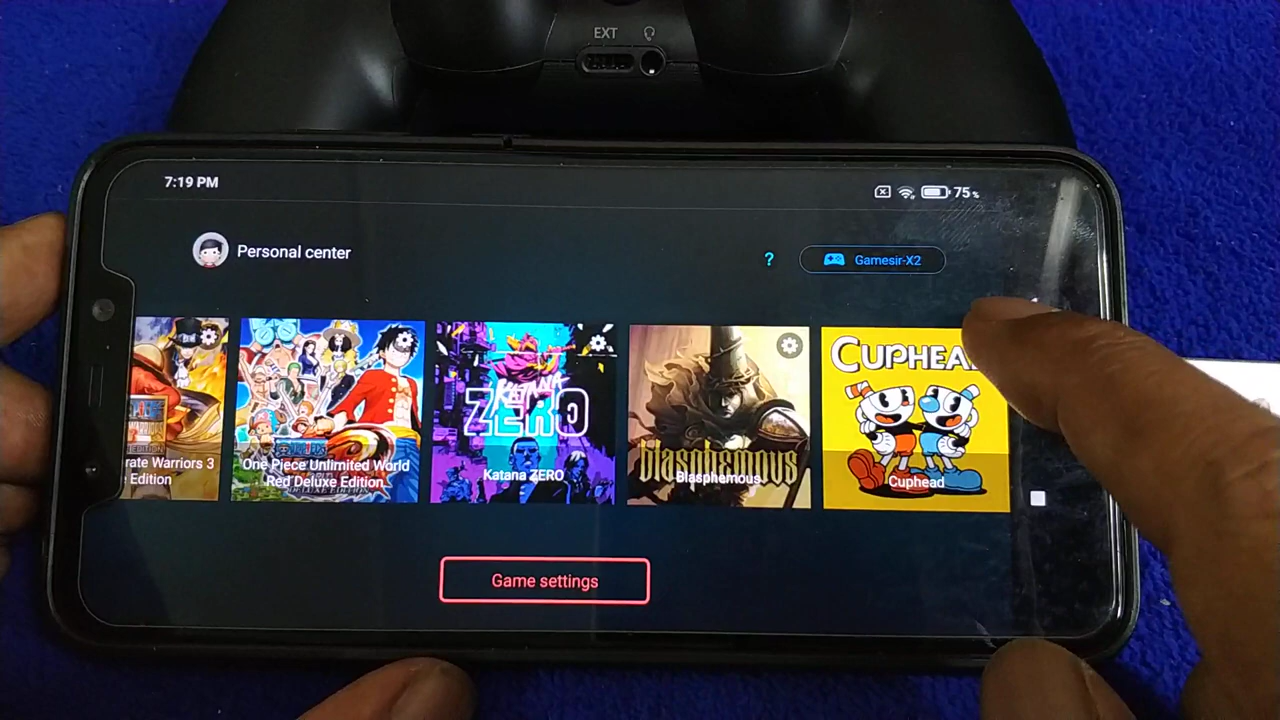 EXT
7:19 PM
75%
Personal center
?
Gamesir-X2
rate Warriors 3
e Edition
One Piece Unlimited World
Red Deluxe Edition
KATANA
ZERO
Katana ZERO
blasphemous
Blasphemous
CUPHEA
Cuphead
Game settings